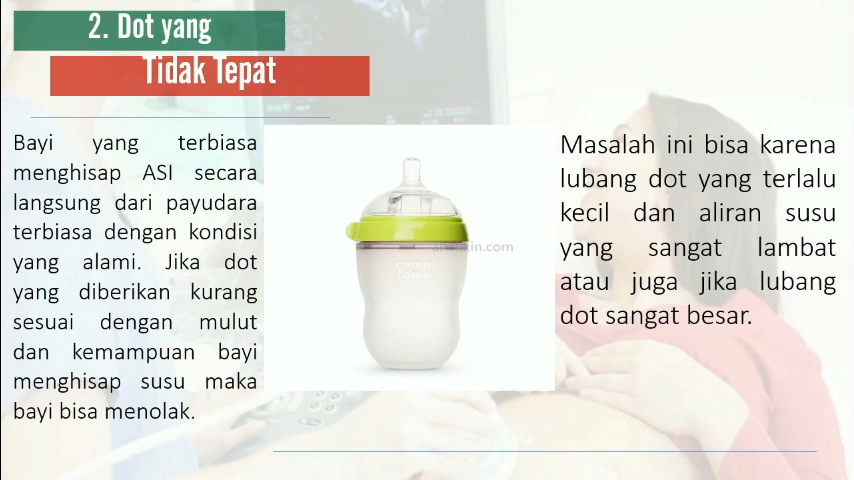 2. Dot yang
Tidak Tepat
Bayi yang terbiasa
menghisap ASI secara
langsung dari payudara
terbiasa dengan kondisi
yang alami. Jika dot
yang diberikan kurang
sesuai dengan mulut
dan kemampuan bayi
menghisap susu maka
bayi bisa menolak.
como
tomo
Masalah ini bisa karena
lubang dot yang terlalu
kecil dan aliran susu
yang sangat lambat
atau juga jika lubang
dot sangat besar.